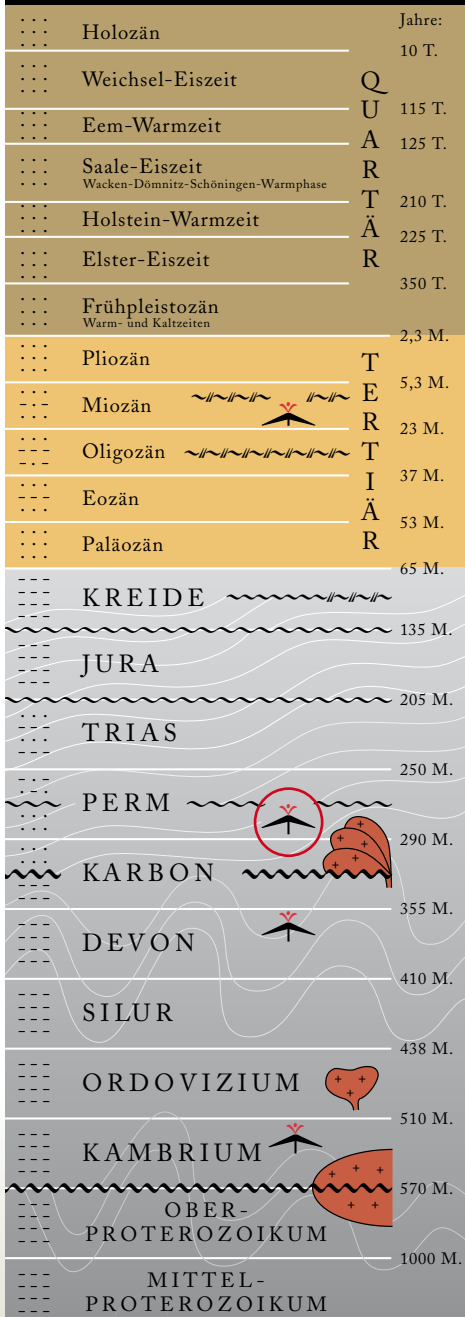 Jahre:
Holozän
10 T.
Weichsel-Eiszeit
QUARTÄR
115 T.
Eem-Warmzeit
125 T.
Saale-Eiszeit
Wacken-Dömnitz-Schöningen-Warmphase
210 T.
Holstein-Warmzeit
225 T.
Elster-Eiszeit
350 T.
Frühpleistozän
Warm- und Kaltzeiten
2,3 M.
Pliozän
TERTIÄR
5,3 M.
Miozän
23 M.
Oligozän
37 M.
Eozän
53 M.
Paläozän
65 M.
KREIDE
135 M.
JURA
205 M.
TRIAS
250 M.
PERM
290 M.
KARBON
355 M.
DEVON
410 M.
SILUR
438 M.
ORDOVIZIUM
510 M.
KAMBRIUM
570 M.
OBER-
PROTEROZOIKUM
1000 M.
MITTEL-
PROTEROZOIKUM